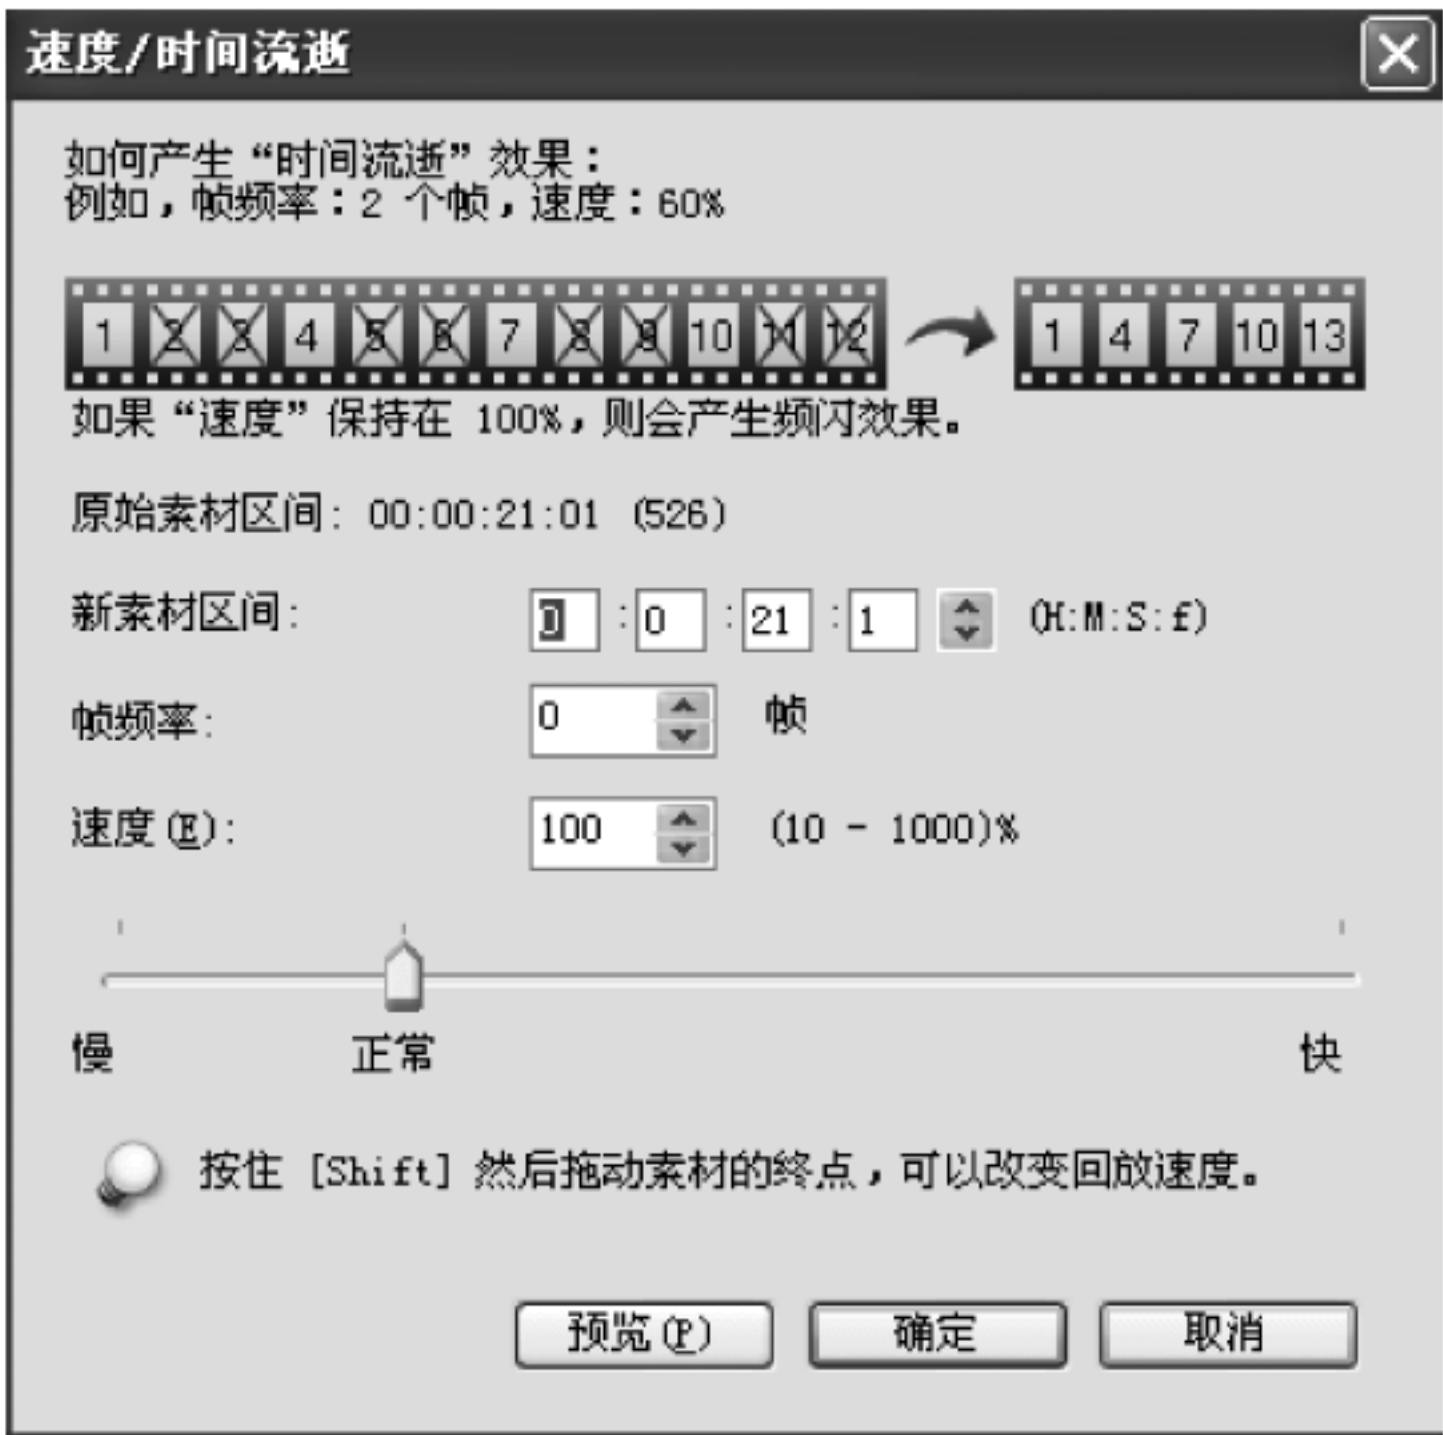 速度/时间流逝
如何产生“时间流逝”效果：
例如，帧频率：2 个帧，速度：60%
1 2 3 4 5 6 7 8 9 10 11 12 1 4 7 10 13
如果“速度”保持在 100%，则会产生频闪效果。
原始素材区间: 00:00:21:01 (526)
新素材区间: 0 : 0 : 21 : 1 (H:M:S:f)
帧频率: 0 帧
速度(E): 100 (10 - 1000)%
慢 正常 快
按住 [Shift] 然后拖动素材的终点，可以改变回放速度。
预览(P) 确定 取消